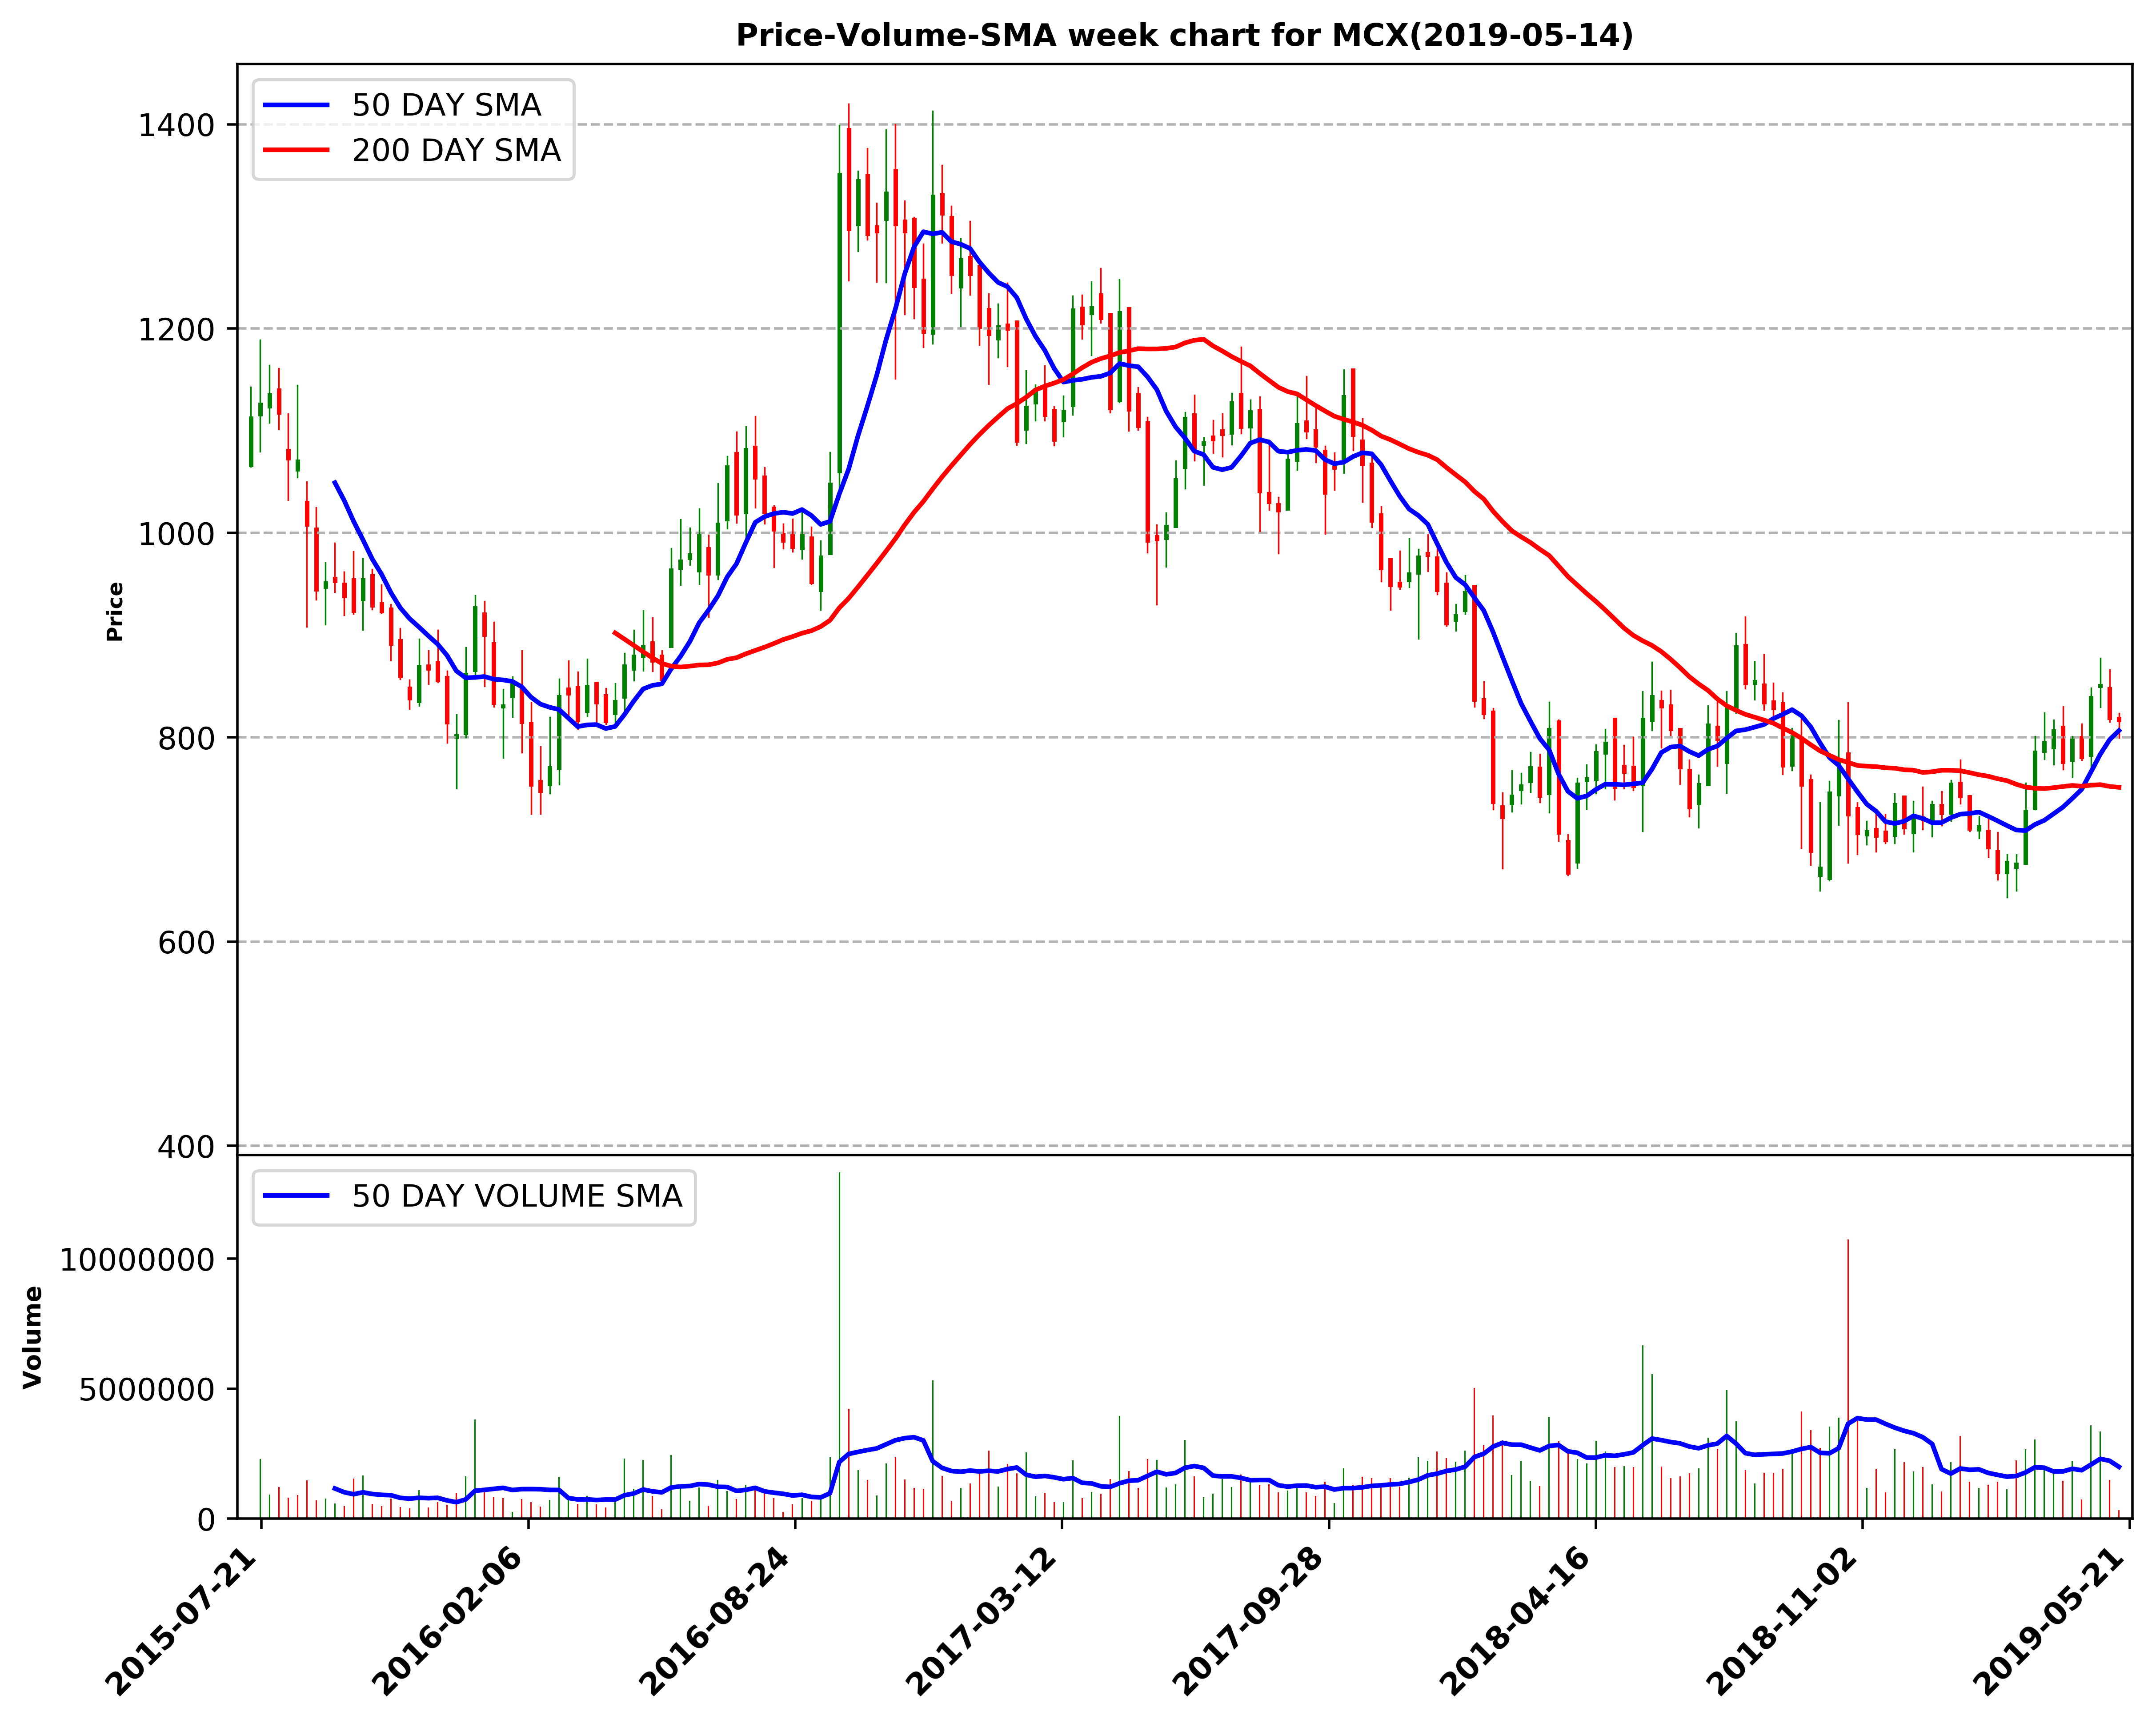 Price-Volume-SMA week chart for MCX(2019-05-14)
50 DAY SMA
200 DAY SMA
1400
1200
1000
800
600
400
Price
50 DAY VOLUME SMA
10000000
5000000
0
Volume
2015-07-21
2016-02-06
2016-08-24
2017-03-12
2017-09-28
2018-04-16
2018-11-02
2019-05-21